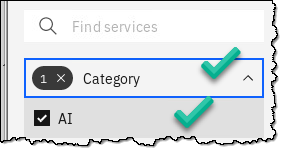 Find services
1 × Category
AI